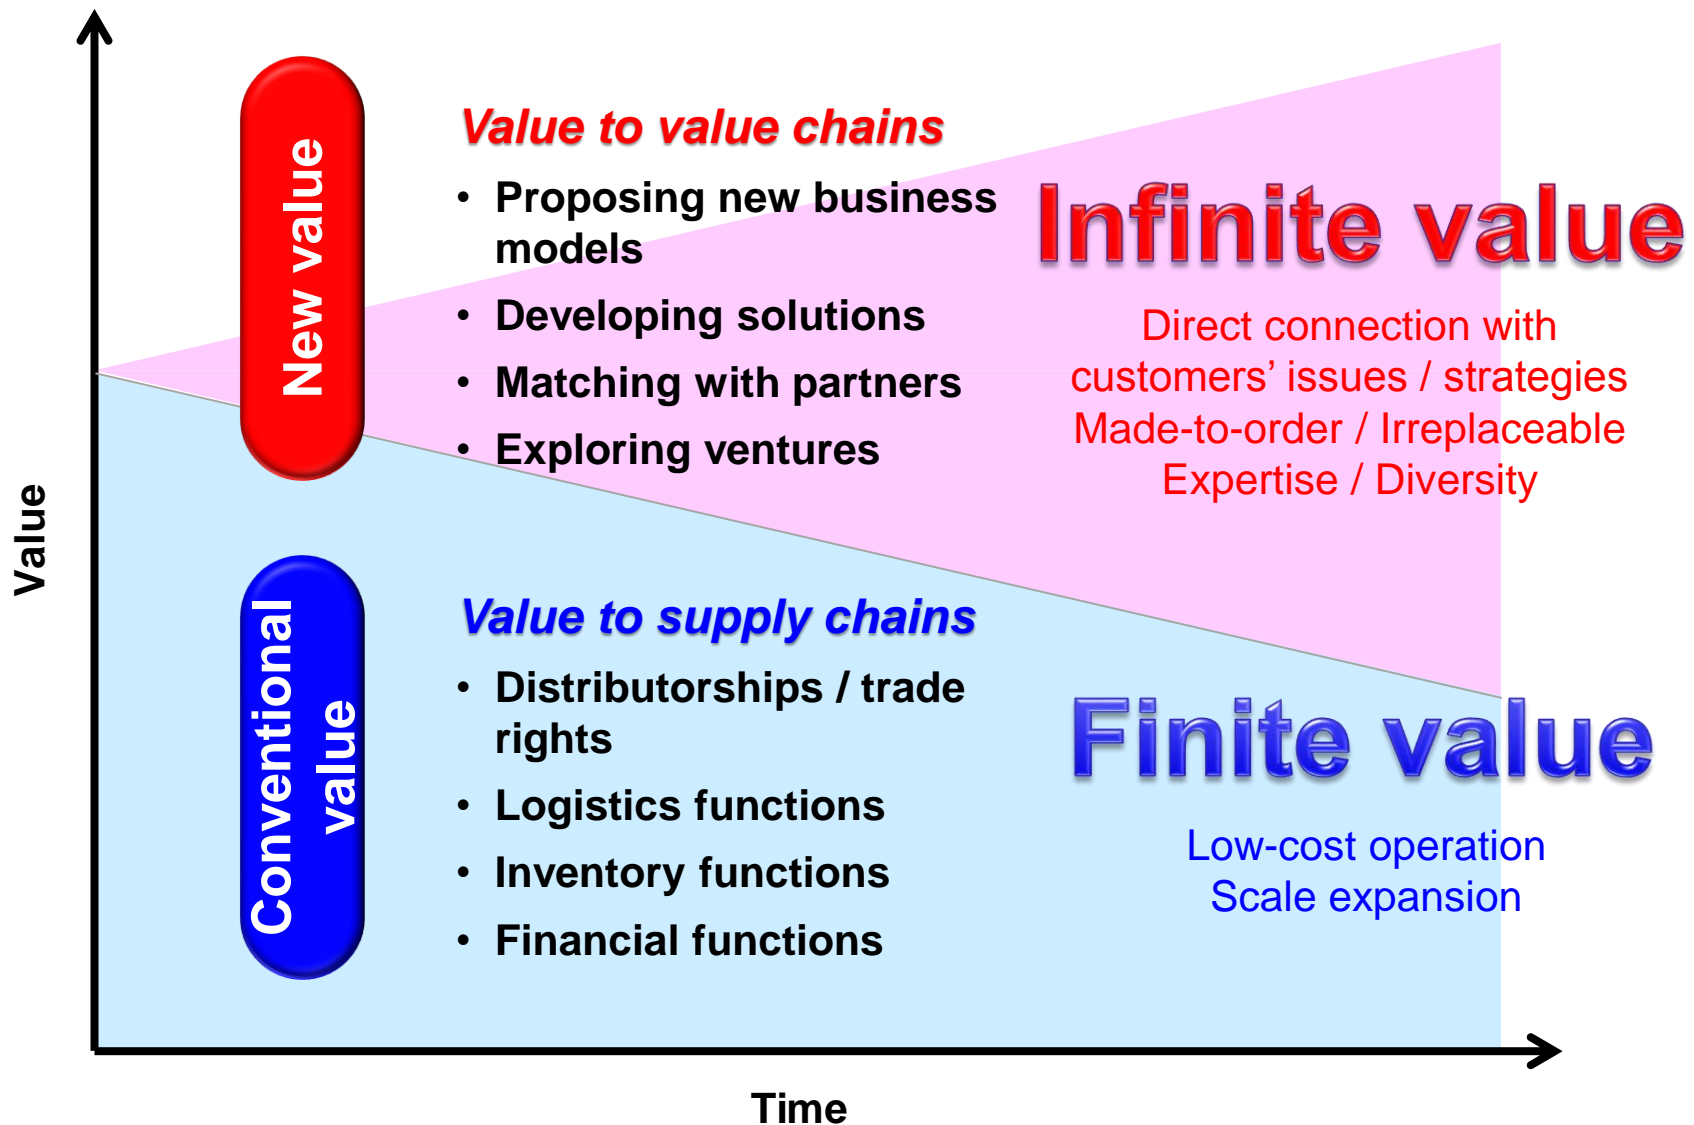 Value
New value
Value to value chains
• Proposing new business
models
• Developing solutions
• Matching with partners
• Exploring ventures
Infinite value
Direct connection with
customers’ issues / strategies
Made-to-order / Irreplaceable
Expertise / Diversity
Conventional
value
Value to supply chains
• Distributorships / trade
rights
• Logistics functions
• Inventory functions
• Financial functions
Finite value
Low-cost operation
Scale expansion
Time